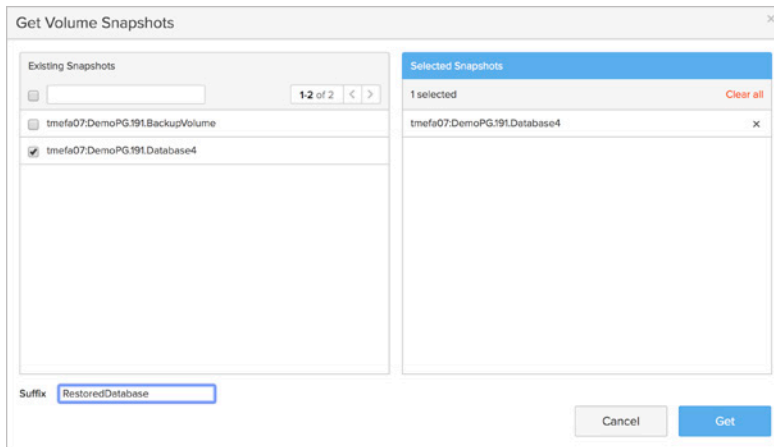 Get Volume Snapshots
Existing Snapshots
1-2 of 2 < >
tmefa07:DemoPG.191.BackupVolume
tmefa07:DemoPG.191.Database4
Selected Snapshots
1 selected Clear all
tmefa07:DemoPG.191.Database4 ×
Suffix RestoredDatabase
Cancel Get